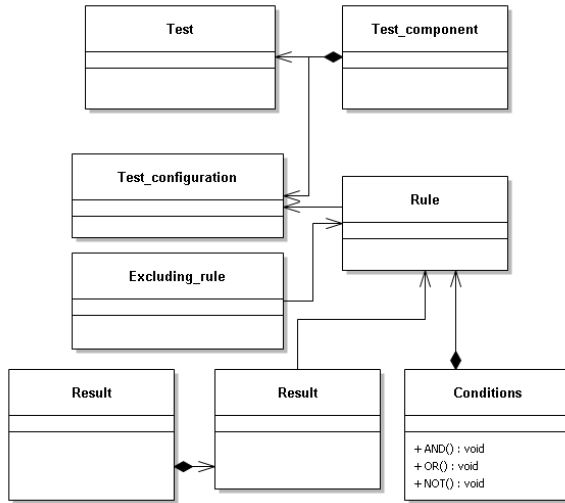 Test
Test_component
Test_configuration
Rule
Excluding_rule
Result
Result
Conditions
+ AND() : void
+ OR() : void
+ NOT() : void